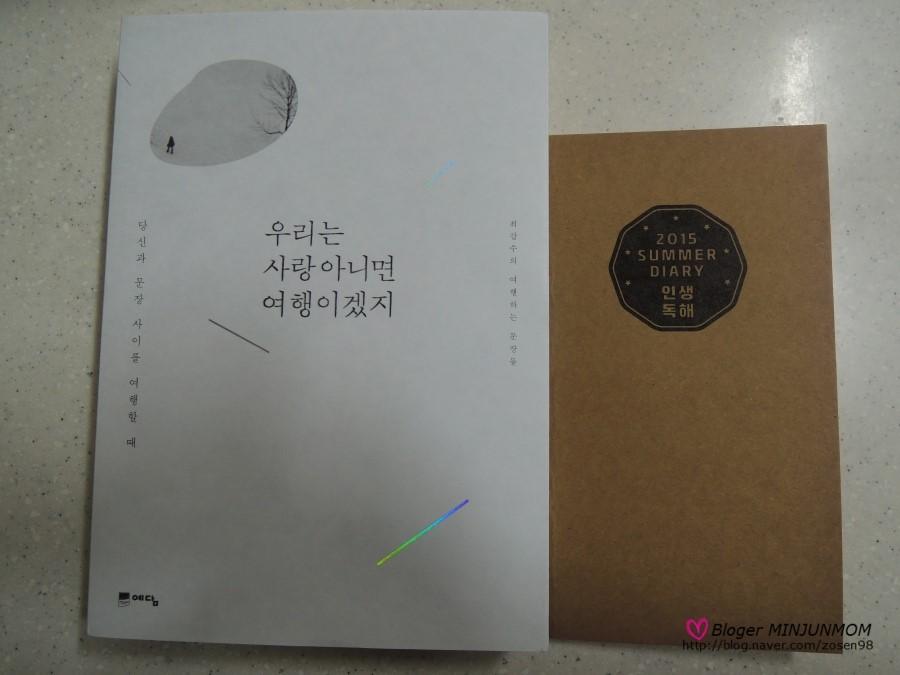 우리는
사랑아니면
여행이겠지
당신과 문장 사이를 여행할 때
최갑수의 여행하는 문장들
예담
2015
SUMMER
DIARY
인생
독해
Bloger MINJUNMOM
http://blog.naver.com/zosen98